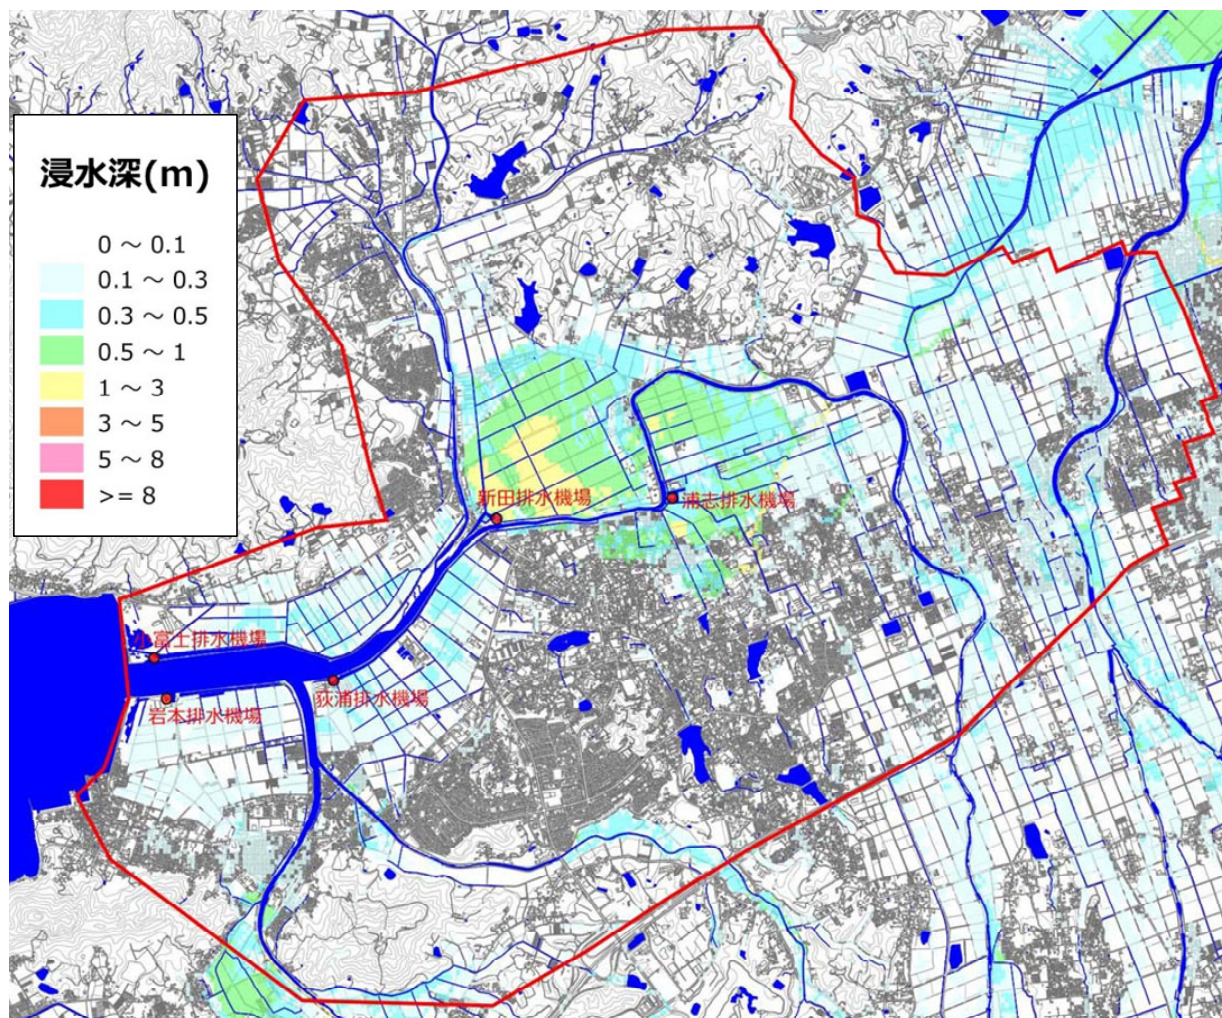 浸水深(m)
0 ～ 0.1
0.1 ～ 0.3
0.3 ～ 0.5
0.5 ～ 1
1 ～ 3
3 ～ 5
5 ～ 8
>= 8
新田排水機場
浦志排水機場
小富士排水機場
荻浦排水機場
岩本排水機場